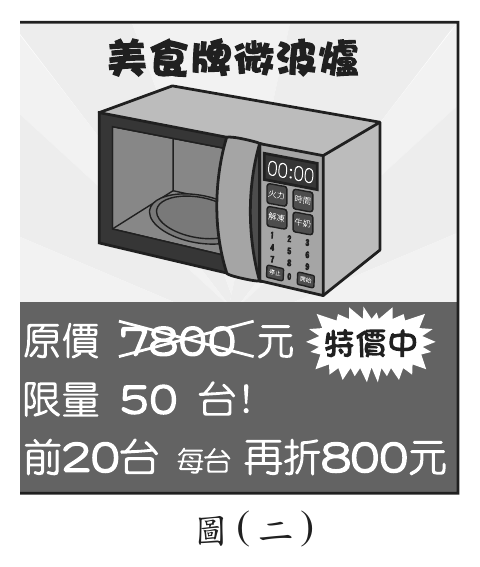 美食牌微波爐
00:00
火力 時間
解凍 牛奶
1 2 3
4 5 6
7 8 9
停止 0 開始
原價 7800 元 特價中
限量 50 台!
前20台 每台 再折800元
圖(二)